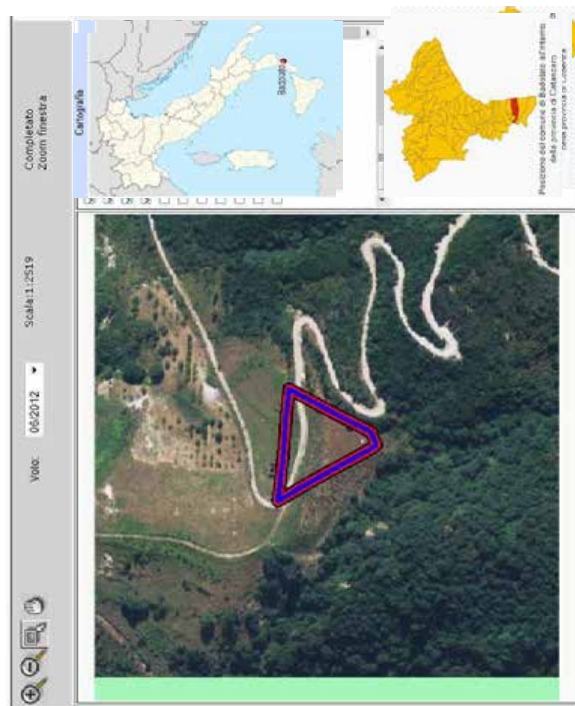 Volo: 06/2012 Scala:1:2519 Completato
Zoom finestra
Cartografia
Badolato
Posizione del comune di Badolato all'interno
della provincia di Catanzaro